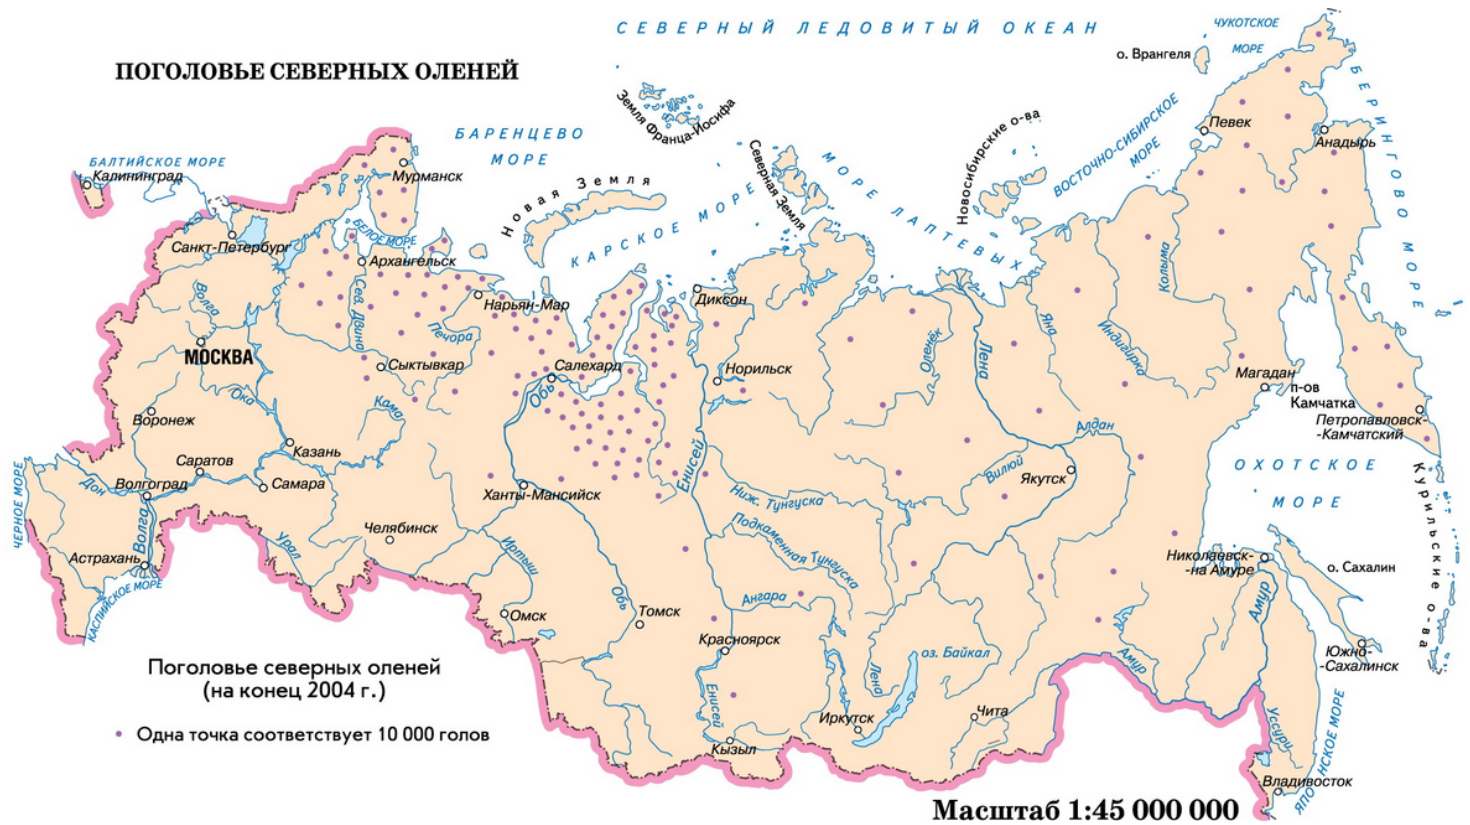 СЕВЕРНЫЙ ЛЕДОВИТЫЙ ОКЕАН
ПОГОЛОВЬЕ СЕВЕРНЫХ ОЛЕНЕЙ
ЧУКОТСКОЕ
МОРЕ
о. Врангеля
Земля Франца-Иосифа
БАРЕНЦЕВО
МОРЕ
БАЛТИЙСКОЕ МОРЕ
Калининград
Мурманск
Новая Земля
КАРСКОЕ МОРЕ
Северная Земля
МОРЕ ЛАПТЕВЫХ
Новосибирские о-ва
ВОСТОЧНО-СИБИРСКОЕ
МОРЕ
Певек
Анадырь
БЕРИНГОВО МОРЕ
Санкт-Петербург
БЕЛОЕ МОРЕ
Архангельск
Нарьян-Мар
Диксон
Волга
Сев. Двина
Печора
МОСКВА
Сыктывкар
Салехард
Норильск
Обь
Оленёк
Лена
Яна
Индигирка
Колыма
Магадан
п-ов
Камчатка
Петропавловск-
-Камчатский
Ока
Кама
Воронеж
Казань
Саратов
Самара
Волгоград
Дон
ЧЕРНОЕ МОРЕ
Волга
Астрахань
КАСПИЙСКОЕ МОРЕ
Урал
Челябинск
Ханты-Мансийск
Енисей
Ниж. Тунгуска
Подкаменная Тунгуска
Вилюй
Якутск
Алдан
ОХОТСКОЕ
МОРЕ
Курильские о-ва
Иртыш
Обь
Омск
Томск
Ангара
Красноярск
Енисей
Кызыл
Иркутск
Лена
оз. Байкал
Чита
Амур
Николаевск-
-на Амуре
Амур
о. Сахалин
Южно-
-Сахалинск
Уссури
ЯПОНСКОЕ МОРЕ
Владивосток
Поголовье северных оленей
(на конец 2004 г.)
Одна точка соответствует 10 000 голов
Масштаб 1:45 000 000